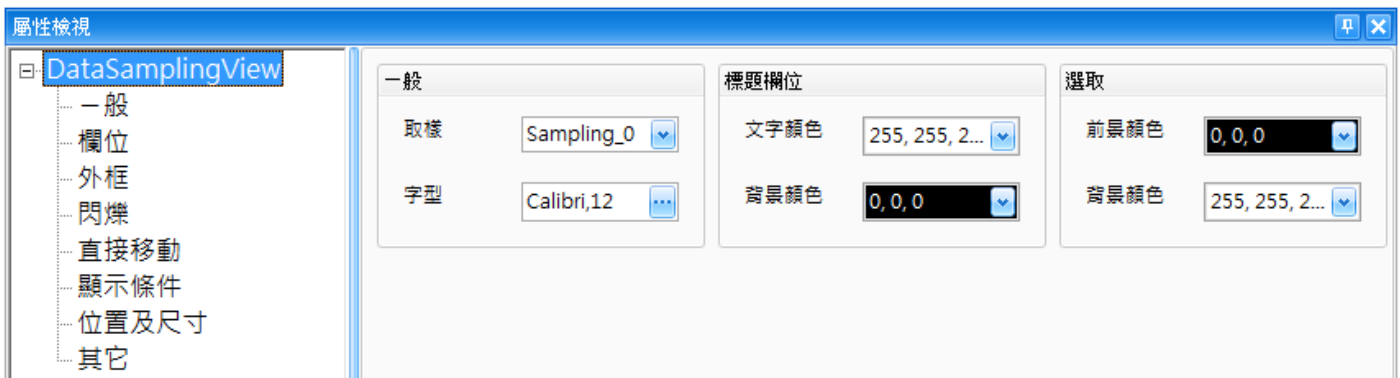 屬性檢視
DataSamplingView
一般
欄位
外框
閃爍
直接移動
顯示條件
位置及尺寸
其它
一般
取樣 Sampling_0
字型 Calibri,12
標題欄位
文字顏色 255, 255, 2...
背景顏色 0, 0, 0
選取
前景顏色 0, 0, 0
背景顏色 255, 255, 2...